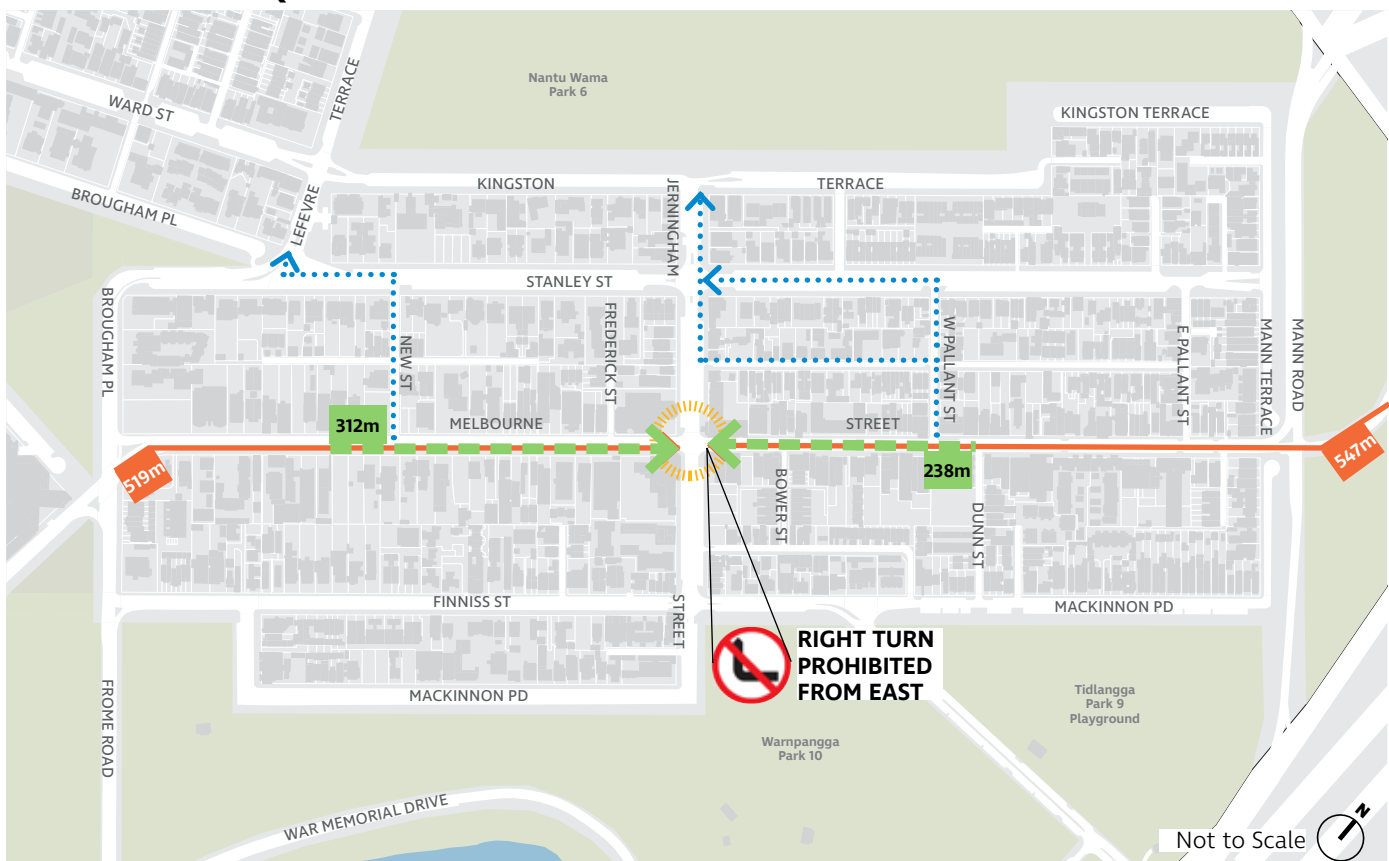 Nantu Wama
Park 6
WARD ST
TERRACE
KINGSTON TERRACE
BROUGHAM PL
LEFEVRE
KINGSTON
JERNINGHAM
TERRACE
STANLEY ST
BROUGHAM PL
NEW ST
FREDERICK ST
W PALLANT ST
E PALLANT ST
MANN TERRACE
MANN ROAD
312m
MELBOURNE
STREET
519m
238m
547m
BOWER ST
DUNN ST
FINNISS ST
STREET
MACKINNON PD
RIGHT TURN
PROHIBITED
FROM EAST
MACKINNON PD
FROME ROAD
Tidlangga
Park 9
Playground
Warnpangga
Park 10
WAR MEMORIAL DRIVE
Not to Scale
N